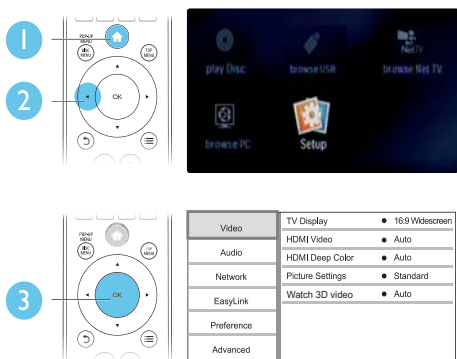 1
POP-UP MENU
DISC MENU
TOP MENU
OK
2
play Disc
browse USB
Net TV
browse Net TV
browse PC
Setup
3
POP-UP MENU
DISC MENU
TOP MENU
OK
Video
Audio
Network
EasyLink
Preference
Advanced
TV Display ● 16:9 Widescreen
HDMI Video ● Auto
HDMI Deep Color ● Auto
Picture Settings ● Standard
Watch 3D video ● Auto